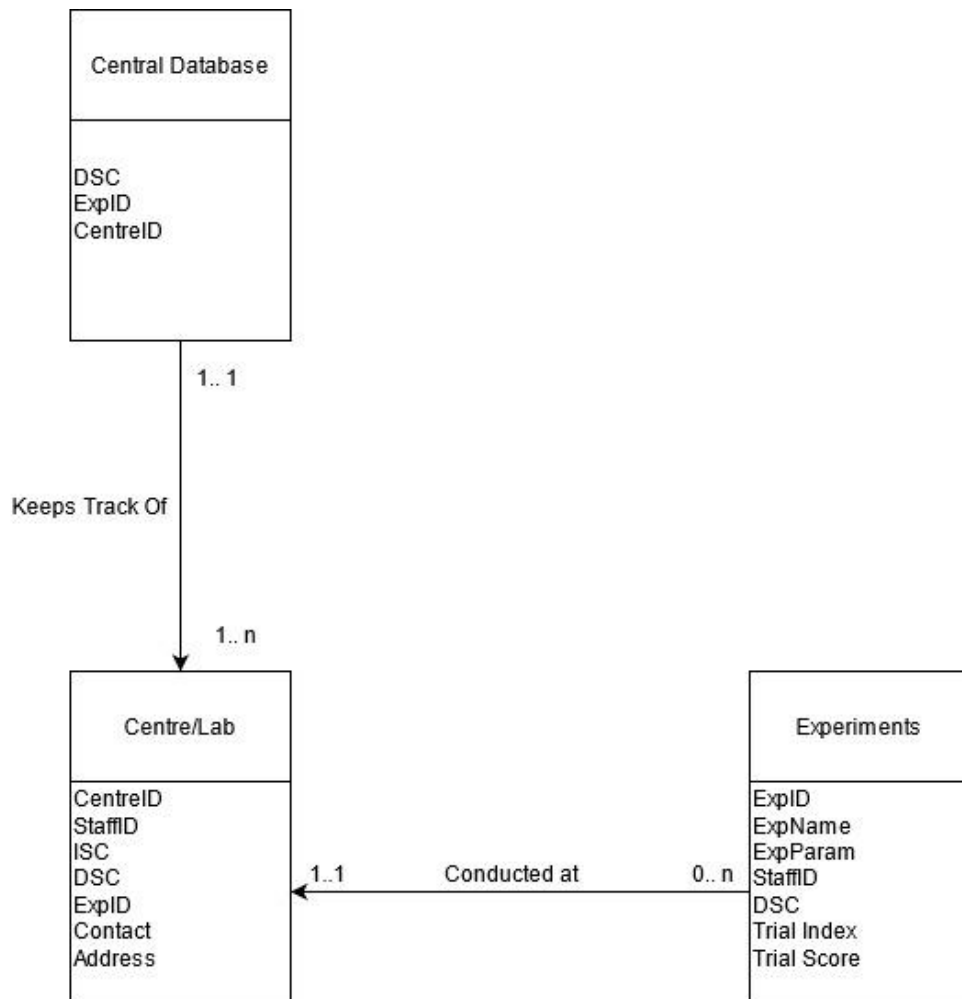 Central Database
DSC
ExpID
CentreID
1.. 1
Keeps Track Of
1.. n
Centre/Lab
CentreID
StaffID
ISC
DSC
ExpID
Contact
Address
1..1
Conducted at
0.. n
Experiments
ExpID
ExpName
ExpParam
StaffID
DSC
Trial Index
Trial Score